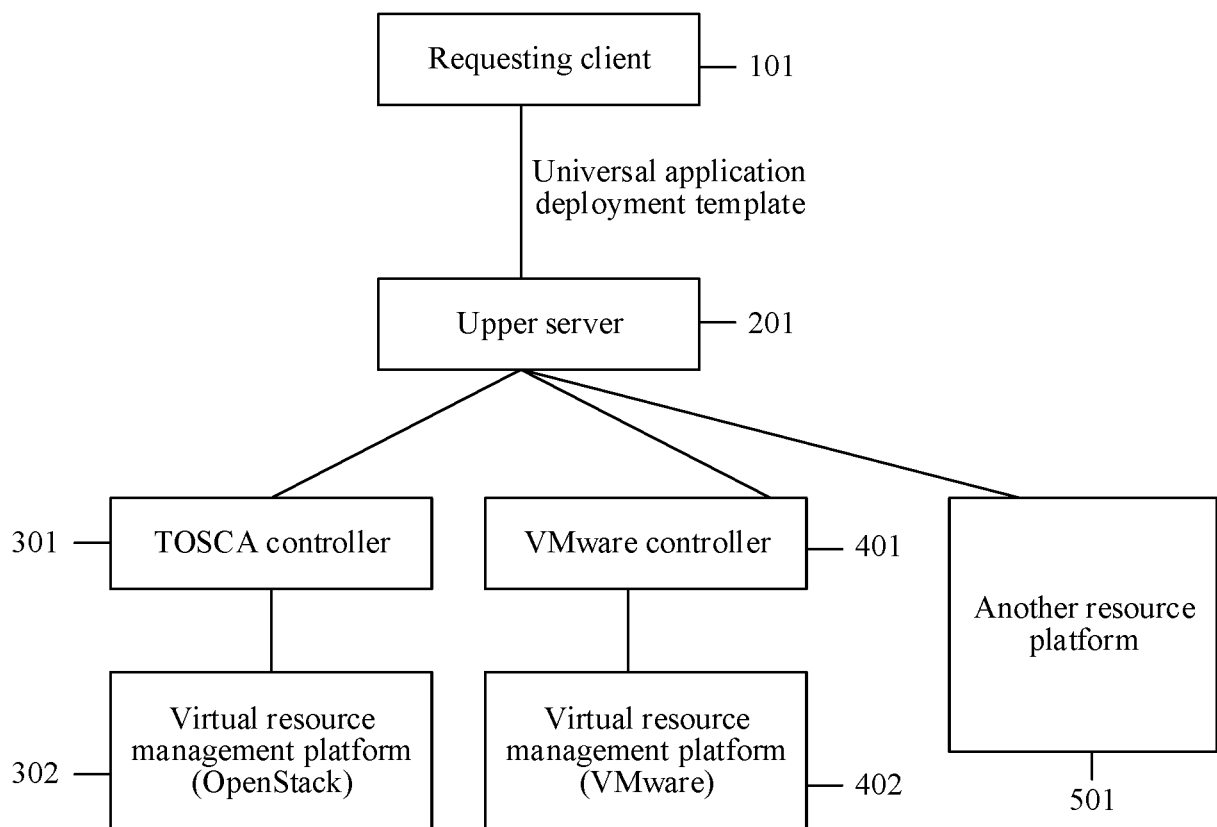 Requesting client
101
Universal application
deployment template
Upper server
201
301
TOSCA controller
VMware controller
401
Another resource
platform
302
Virtual resource
management platform
(OpenStack)
Virtual resource
management platform
(VMware)
402
501